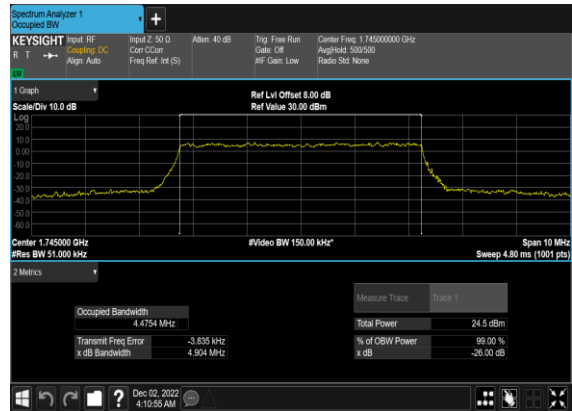 Spectrum Analyzer 1
Occupied BW
+
KEYSIGHT Input: RF Input Z: 50 Ω Atten: 40 dB Trig: Free Run Center Freq: 1.745000000 GHz
R T Coupling: DC Corr CCorr Gate: Off Avg|Hold: 500/500
Align: Auto Freq Ref: Int (S) #IF Gain: Low Radio Std: None
LW
1 Graph
Ref Lvl Offset 8.00 dB
Scale/Div 10.0 dB Ref Value 30.00 dBm
Log
20.0
10.0
0.00
-10.0
-20.0
-30.0
-40.0
-50.0
-60.0
Center 1.745000 GHz #Video BW 150.00 kHz* Span 10 MHz
#Res BW 51.000 kHz Sweep 4.80 ms (1001 pts)
2 Metrics
Measure Trace Trace 1
Occupied Bandwidth
4.4754 MHz Total Power 24.5 dBm
Transmit Freq Error -3.835 kHz % of OBW Power 99.00 %
x dB Bandwidth 4.904 MHz x dB -26.00 dB
? Dec 02, 2022
4:10:55 AM